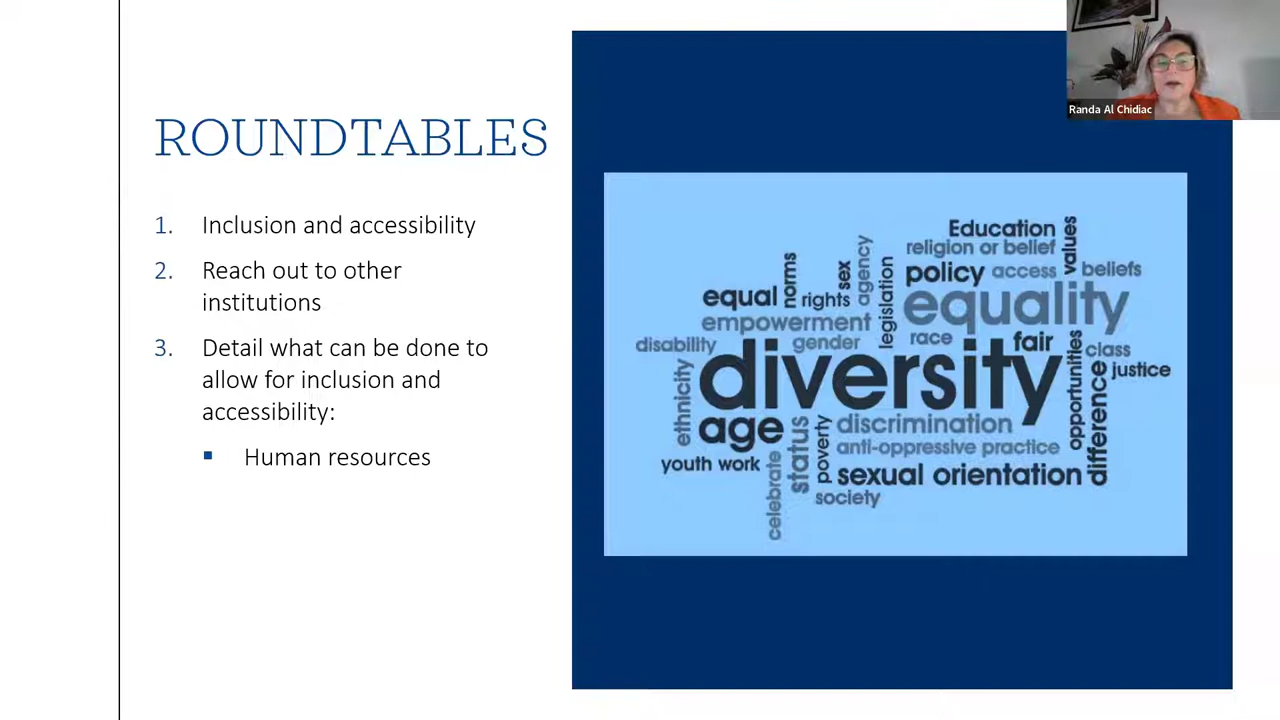 ROUNDTABLES
1. Inclusion and accessibility
2. Reach out to other
institutions
3. Detail what can be done to
allow for inclusion and
accessibility:
▪ Human resources
Randa Al Chidiac
Education
religion or belief
values
policy
access
beliefs
norms
sex
agency
legislation
equal
rights
equality
empowerment
disability
gender
race
fair
class
opportunities
justice
ethnicity
diversity
difference
age
status
poverty
discrimination
anti-oppressive practice
youth work
celebrate
sexual orientation
society